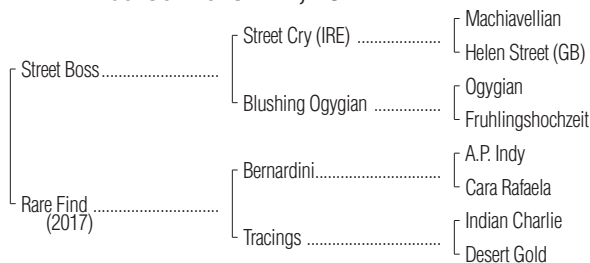 Machiavellian
Street Cry (IRE) ..................
Helen Street (GB)
Street Boss .........................
Ogygian
Blushing Ogygian ...............
Fruhlingshochzeit
A.P. Indy
Bernardini............................
Cara Rafaela
Rare Find ...........................
(2017)
Indian Charlie
Tracings ..............................
Desert Gold